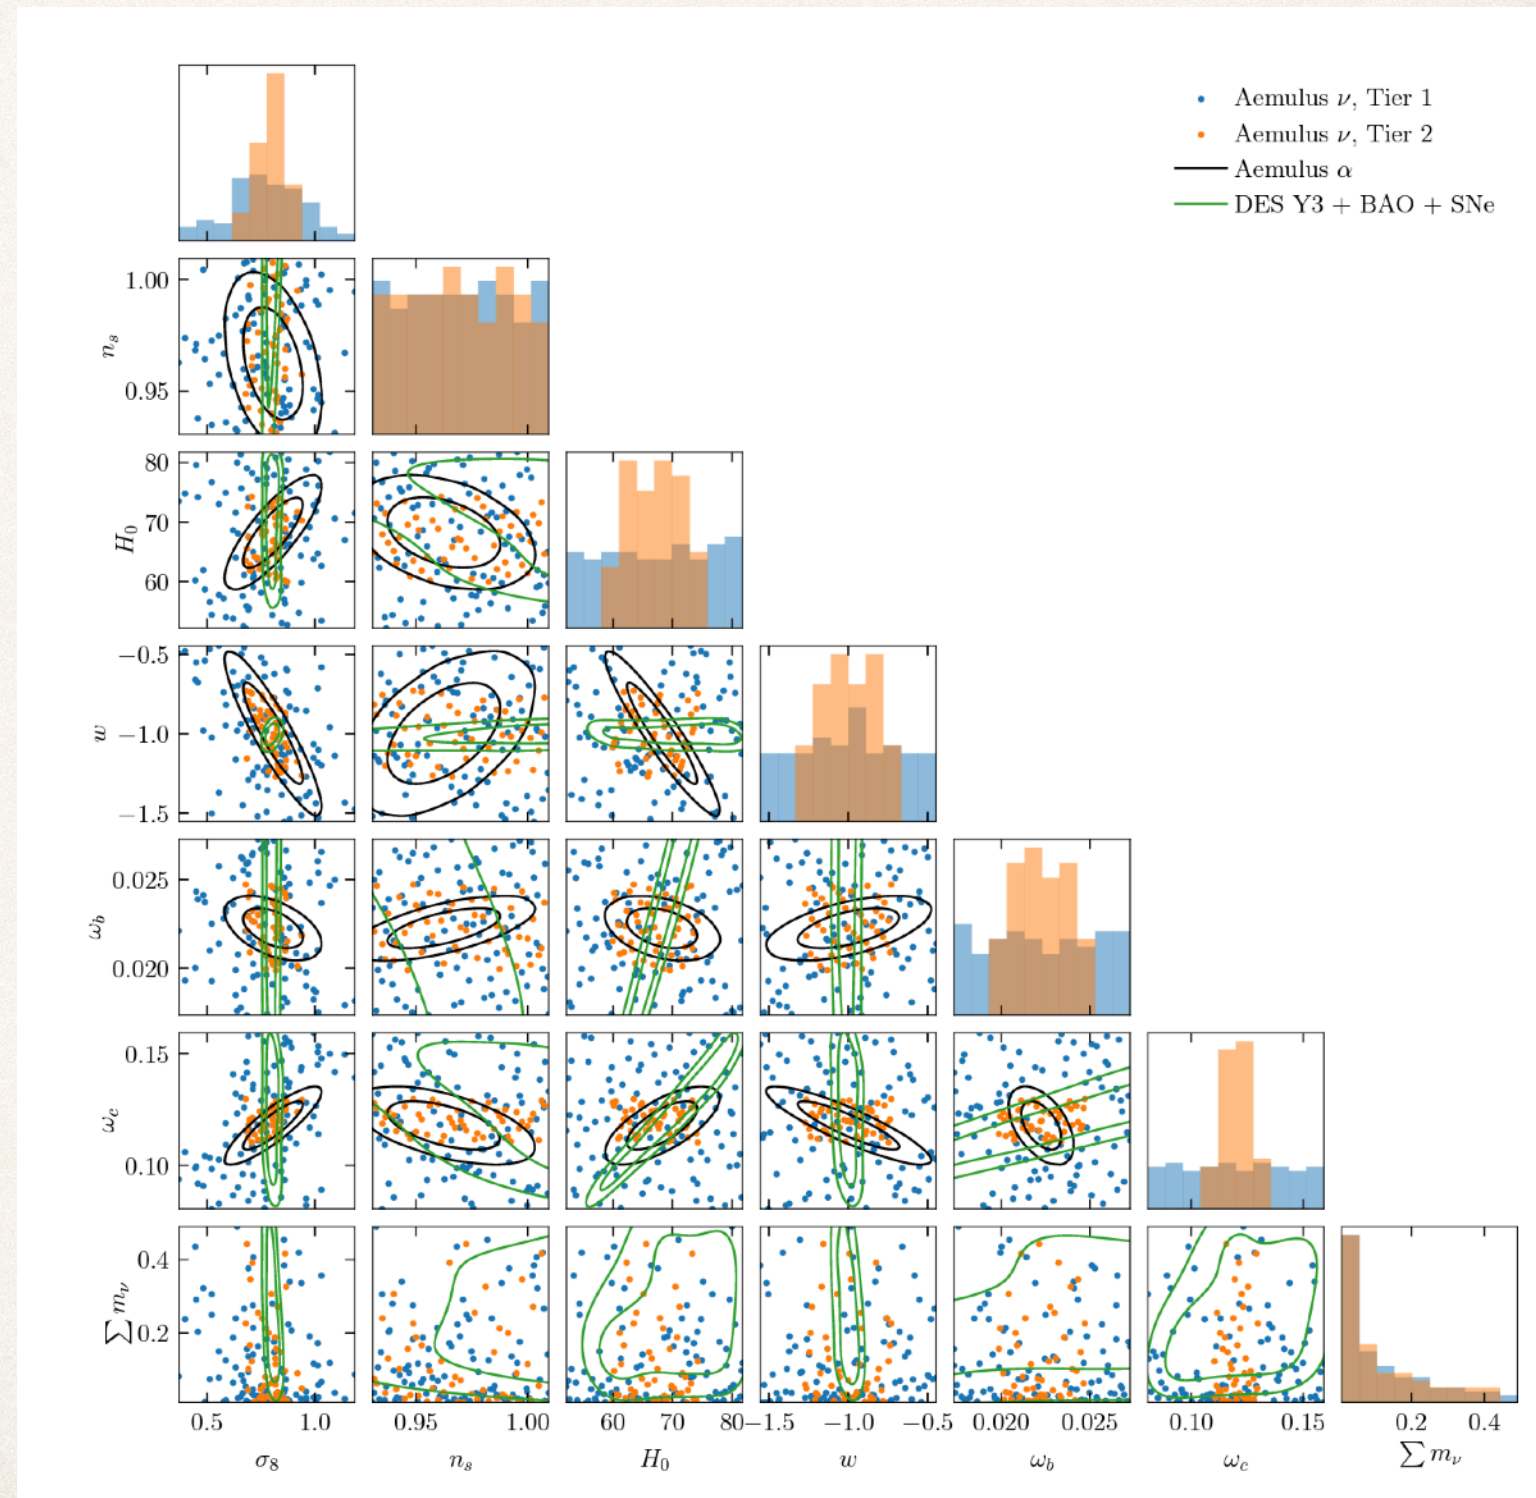 Aemulus ν, Tier 1
Aemulus ν, Tier 2
Aemulus α
DES Y3 + BAO + SNe
1.00
n_s
0.95
80
H_0
70
60
−0.5
w
−1.0
−1.5
0.025
ω_b
0.020
0.15
ω_c
0.10
0.4
∑ m_ν
0.2
0.5 1.0 0.95 1.00 60 70 80 −1.5 −1.0 −0.5 0.020 0.025 0.10 0.15 0.2 0.4
σ_8 n_s H_0 w ω_b ω_c ∑ m_ν